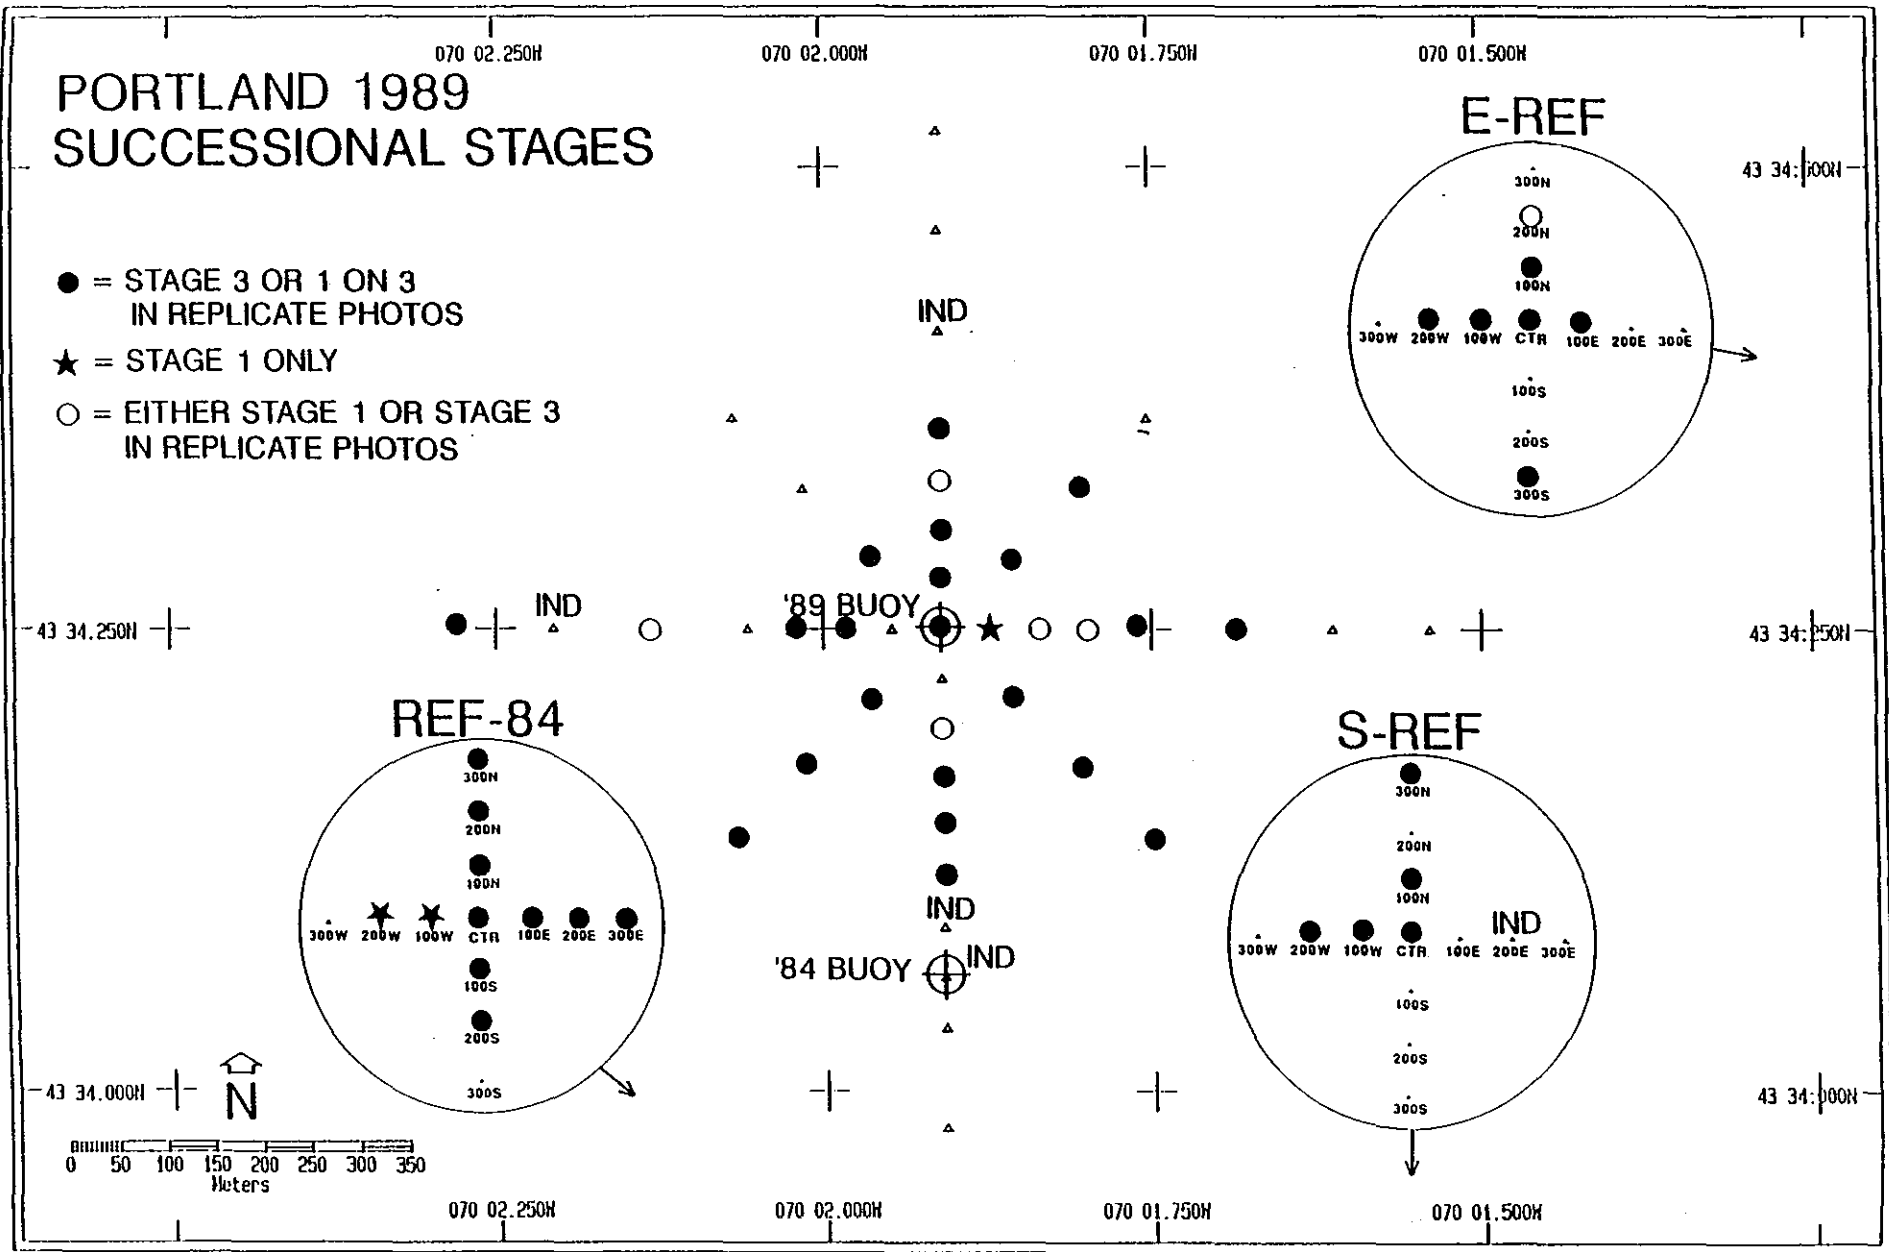 070 02.250W 070 02.000W 070 01.750W 070 01.500W
PORTLAND 1989
SUCCESSIONAL STAGES
● = STAGE 3 OR 1 ON 3
IN REPLICATE PHOTOS
★ = STAGE 1 ONLY
○ = EITHER STAGE 1 OR STAGE 3
IN REPLICATE PHOTOS
E-REF
300N
200N
100N
300W 200W 100W CTR 100E 200E 300E
100S
200S
300S
43 34.500N
IND
IND
'89 BUOY
43 34.250N
43 34.250N
REF-84
300N
200N
100N
300W 200W 100W CTR 100E 200E 300E
100S
200S
300S
IND
'84 BUOY
IND
S-REF
300N
200N
100N
IND
300W 200W 100W CTR 100E 200E 300E
100S
200S
300S
43 34.000N
43 34.000N
N
0 50 100 150 200 250 300 350
Meters
070 02.250W 070 02.000W 070 01.750W 070 01.500W